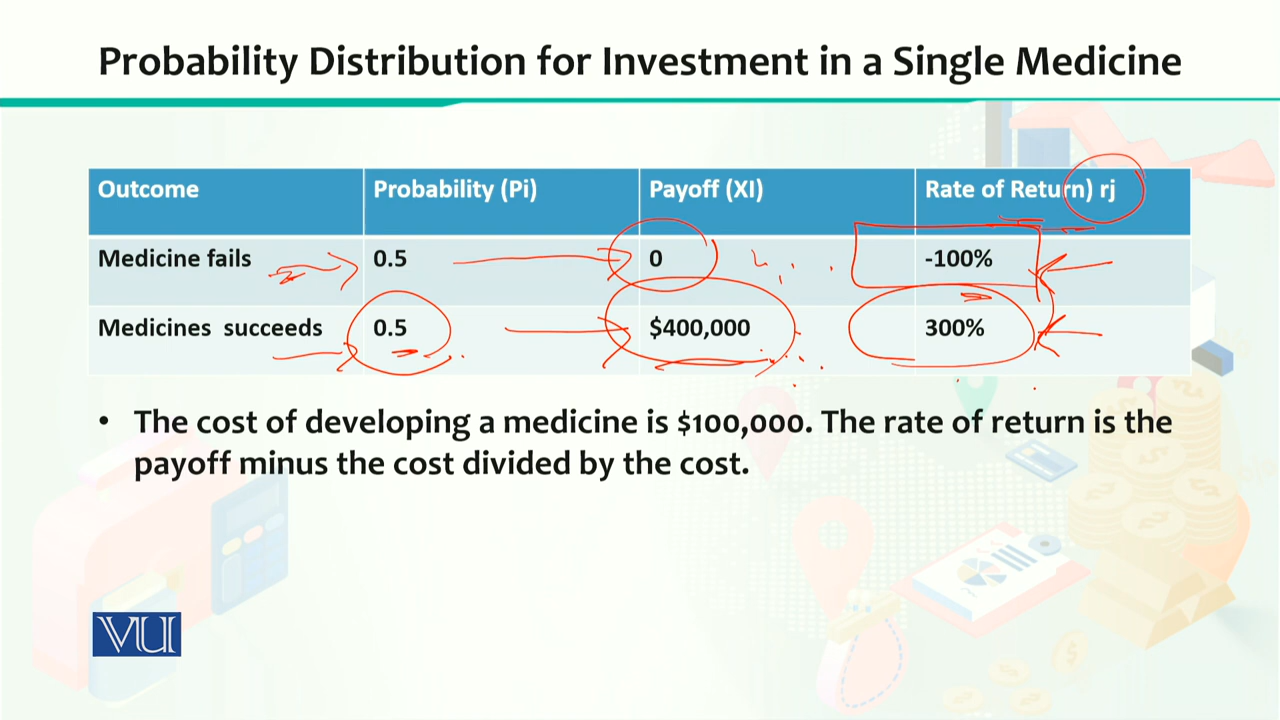 Probability Distribution for Investment in a Single Medicine
Outcome Probability (Pi) Payoff (XI) Rate of Return) rj
Medicine fails 0.5 0 -100%
Medicines succeeds 0.5 $400,000 300%
• The cost of developing a medicine is $100,000. The rate of return is the
payoff minus the cost divided by the cost.
VU